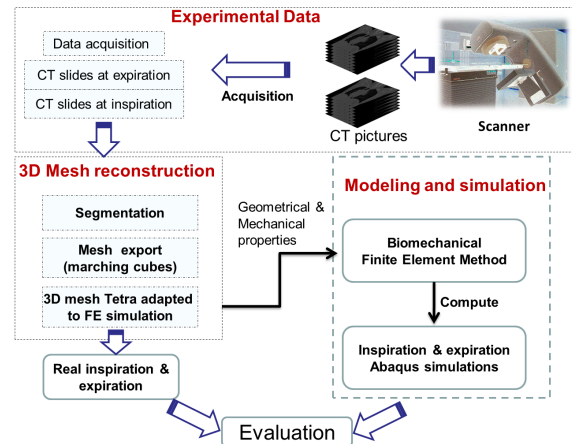 Experimental Data
Data acquisition
CT slides at expiration
CT slides at inspiration
Acquisition
CT pictures
Scanner
3D Mesh reconstruction
Segmentation
Mesh export
(marching cubes)
3D mesh Tetra adapted
to FE simulation
Real inspiration &
expiration
Geometrical &
Mechanical
properties
Modeling and simulation
Biomechanical
Finite Element Method
Compute
Inspiration & expiration
Abaqus simulations
Evaluation